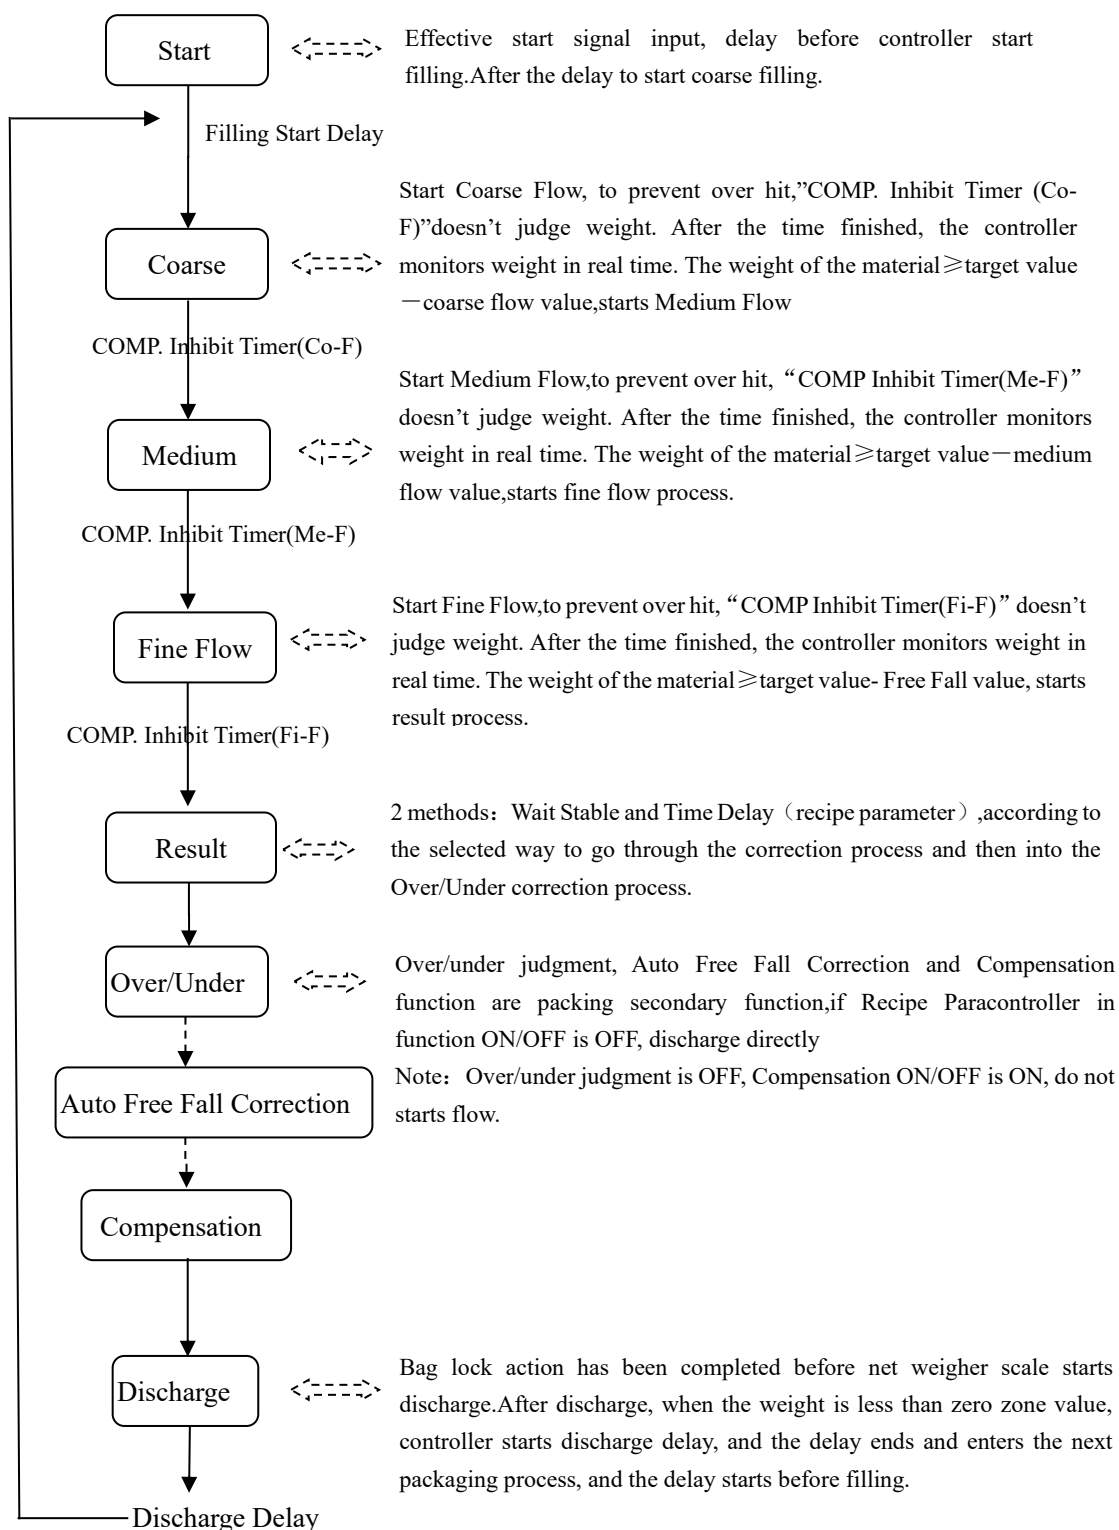 Start
Effective start signal input, delay before controller start
filling.After the delay to start coarse filling.
Filling Start Delay
Start Coarse Flow, to prevent over hit,”COMP. Inhibit Timer (Co-
F)”doesn’t judge weight. After the time finished, the controller
monitors weight in real time. The weight of the material≥target value
－coarse flow value,starts Medium Flow
Coarse
COMP. Inhibit Timer(Co-F)
Start Medium Flow,to prevent over hit, “COMP Inhibit Timer(Me-F)”
doesn’t judge weight. After the time finished, the controller monitors
weight in real time. The weight of the material≥target value－medium
flow value,starts fine flow process.
Medium
COMP. Inhibit Timer(Me-F)
Start Fine Flow,to prevent over hit, “COMP Inhibit Timer(Fi-F)” doesn’t
judge weight. After the time finished, the controller monitors weight in
real time. The weight of the material≥target value- Free Fall value, starts
result process.
Fine Flow
COMP. Inhibit Timer(Fi-F)
2 methods：Wait Stable and Time Delay（recipe parameter）,according to
the selected way to go through the correction process and then into the
Over/Under correction process.
Result
Over/under judgment, Auto Free Fall Correction and Compensation
function are packing secondary function,if Recipe Paracontroller in
function ON/OFF is OFF, discharge directly
Note：Over/under judgment is OFF, Compensation ON/OFF is ON, do not
starts flow.
Over/Under
Auto Free Fall Correction
Compensation
Discharge
Bag lock action has been completed before net weigher scale starts
discharge.After discharge, when the weight is less than zero zone value,
controller starts discharge delay, and the delay ends and enters the next
packaging process, and the delay starts before filling.
Discharge Delay